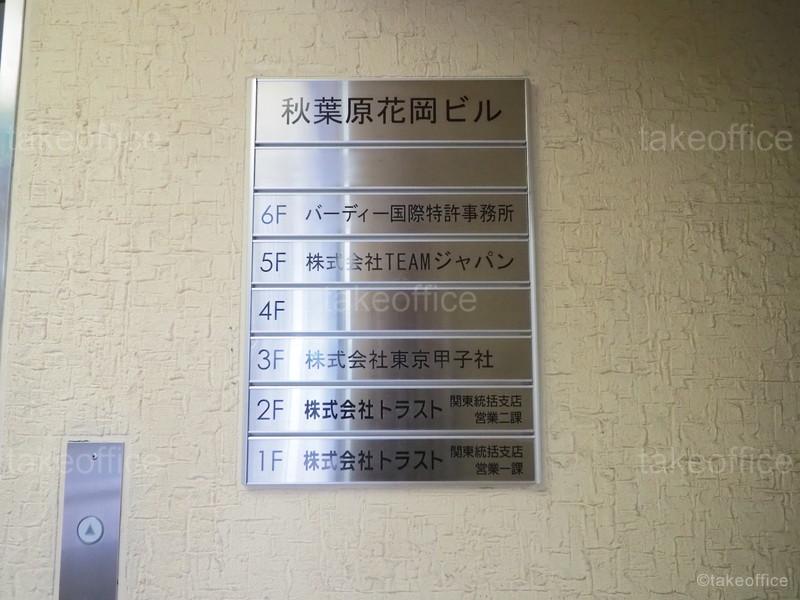 秋葉原花岡ビル
6F バーディー国際特許事務所
5F 株式会社TEAMジャパン
4F
3F 株式会社東京甲子社
2F 株式会社トラスト 関東統括支店
営業二課
1F 株式会社トラスト 関東統括支店
営業一課
takeoffice
takeoffice
takeoffice
takeoffice
takeoffice
©takeoffice